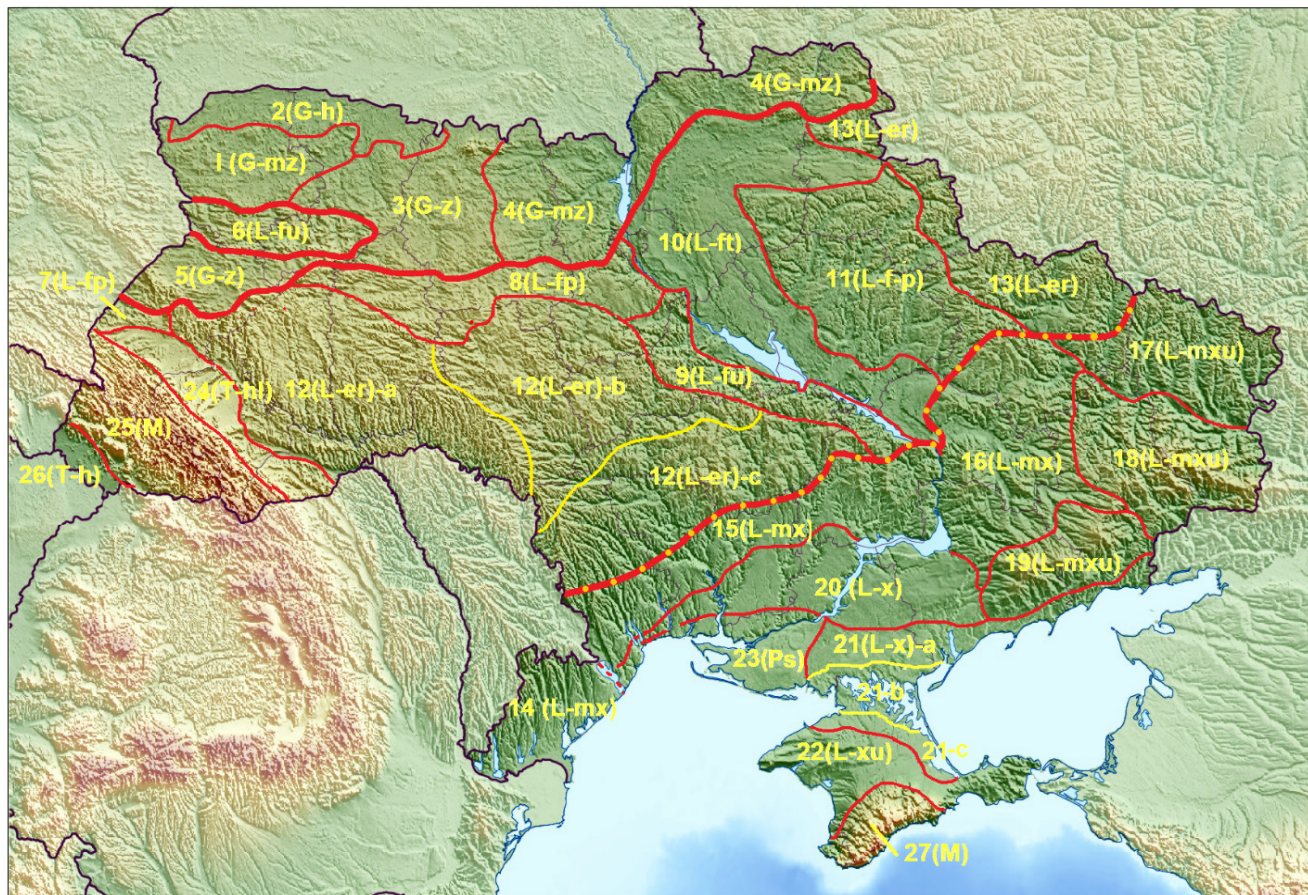 4(G-mz)
2(G-h)
13(L-er)
I (G-mz)
3(G-z)
4(G-mz)
6(L-fu)
10(L-ft)
5(G-z)
7(L-fp)
8(L-fp)
11(L-f-p)
13(L-er)
17(L-mxu)
9(L-fu)
24(T-hl)
12(L-er)-a
12(L-er)-b
25(M)
26(T-h)
12(L-er)-c
16(L-mx)
18(L-mxu)
15(L-mx)
19(L-mxu)
20(L-x)
21(L-x)-a
23(Ps)
21-b
14 (L-mx)
22(L-xu)
21-c
27(M)